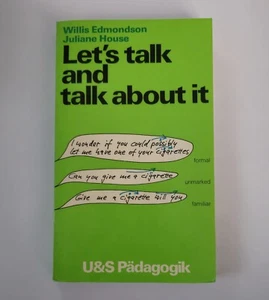 Willis Edmondson
Juliane House
Let's talk
and
talk about it
I wonder if you could possibly
let me have one of your cigarettes
formal
Can you give me a cigarette
unmarked
Give me a cigarette will you
familiar
U&S Pädagogik